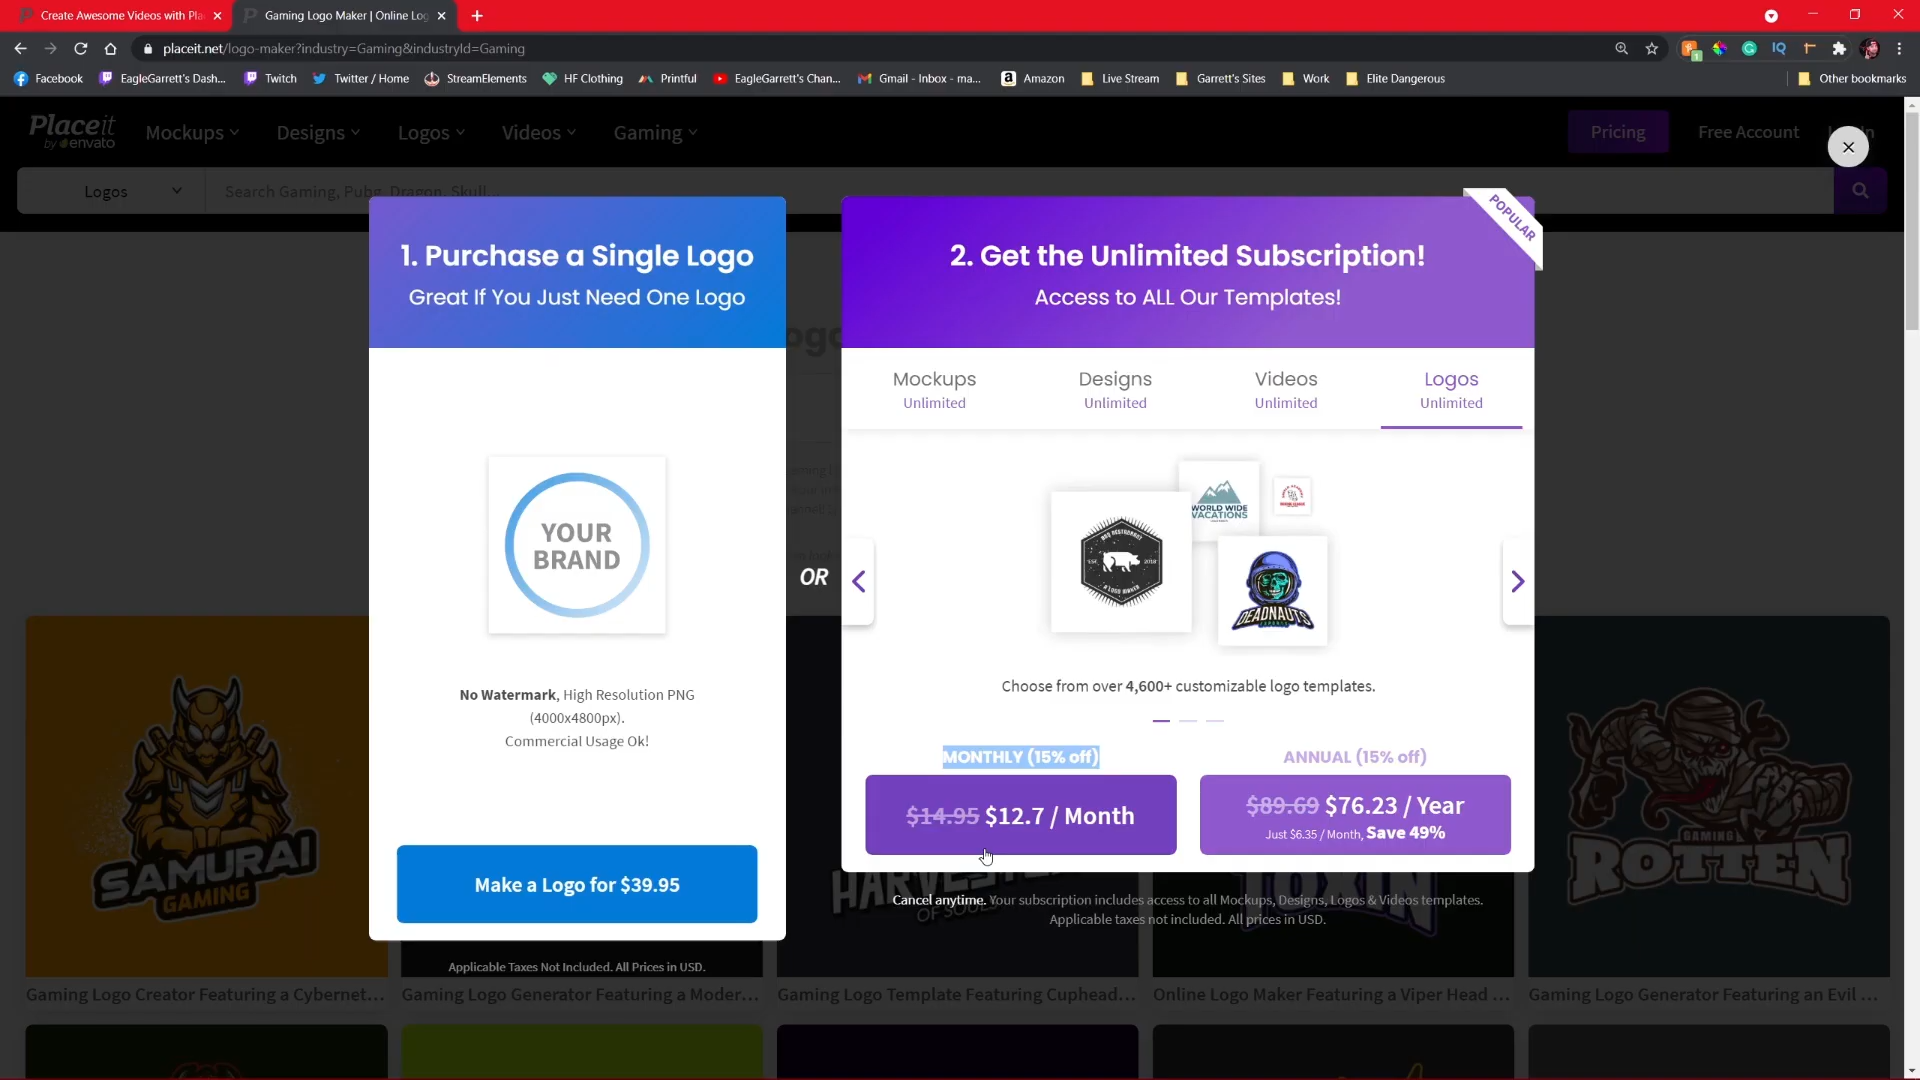 Create Awesome Videos with Pla
Gaming Logo Maker | Online Log
placeit.net/logo-maker?industry=Gaming&industryId=Gaming
Facebook
EagleGarrett's Dash...
Twitch
Twitter / Home
StreamElements
HF Clothing
Printful
EagleGarrett's Chan...
Gmail - Inbox - ma...
Amazon
Live Stream
Garrett's Sites
Work
Elite Dangerous
Other bookmarks
Placeit
by envato
Mockups
Designs
Logos
Videos
Gaming
Pricing
Free Account
Logos
Search Gaming, Pubg, Dragon, Skull...
1. Purchase a Single Logo
Great If You Just Need One Logo
YOUR
BRAND
No Watermark, High Resolution PNG
(4000x4800px).
Commercial Usage Ok!
Make a Logo for $39.95
Applicable Taxes Not Included. All Prices in USD.
OR
POPULAR
2. Get the Unlimited Subscription!
Access to ALL Our Templates!
Mockups
Unlimited
Designs
Unlimited
Videos
Unlimited
Logos
Unlimited
BBQ RESTAURANT
EST.
2018
WORLD WIDE
VACATIONS
DEADNAUTS
Choose from over 4,600+ customizable logo templates.
MONTHLY (15% off)
$14.95 $12.7 / Month
ANNUAL (15% off)
$89.69 $76.23 / Year
Just $6.35 / Month, Save 49%
Cancel anytime. Your subscription includes access to all Mockups, Designs, Logos & Videos templates.
Applicable taxes not included. All prices in USD.
SAMURAI
GAMING
HARVESTER
OF SOULS
TOXIN
GAMING
ROTTEN
Gaming Logo Creator Featuring a Cybernet...
Gaming Logo Generator Featuring a Moder...
Gaming Logo Template Featuring Cuphead...
Online Logo Maker Featuring a Viper Head ...
Gaming Logo Generator Featuring an Evil ...